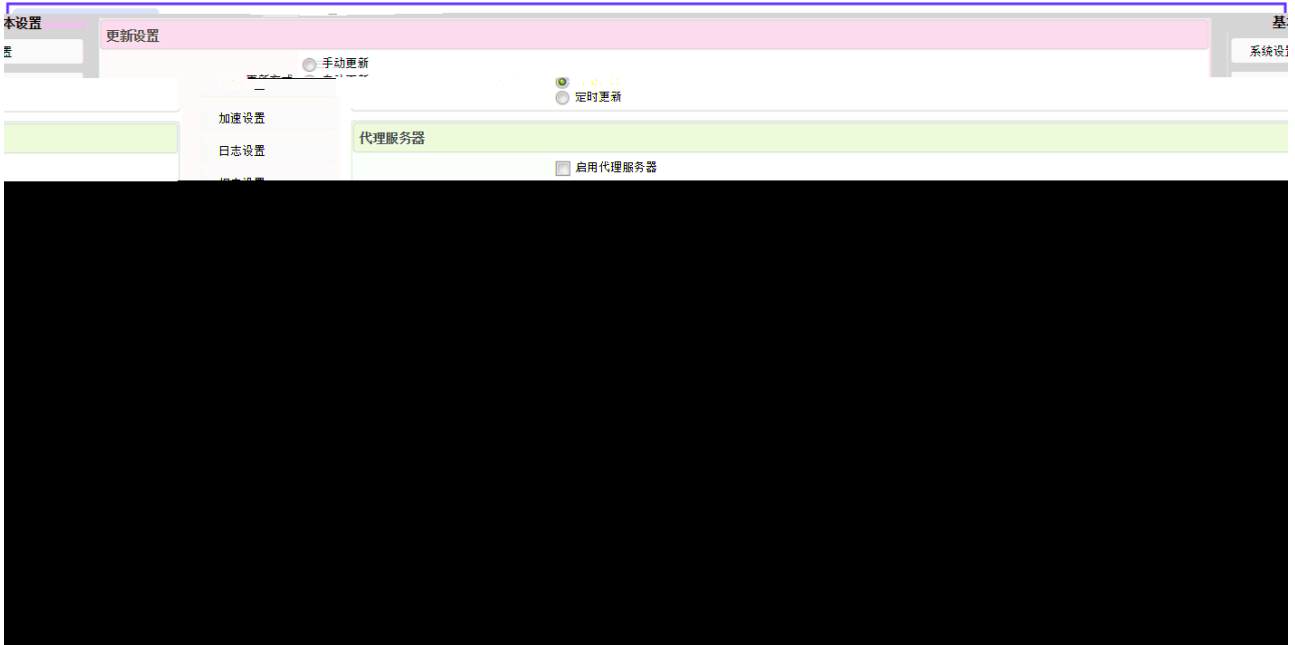 本设置
更新设置
基
置
系统设
手动更新
定时更新
加速设置
代理服务器
日志设置
启用代理服务器